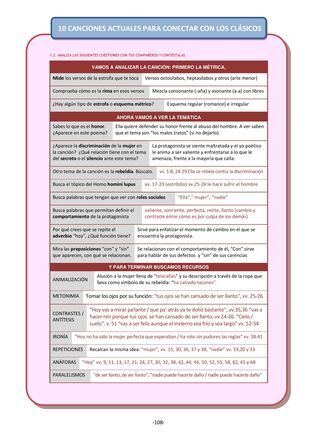 10 CANCIONES ACTUALES PARA CONECTAR CON LOS CLÁSICOS
1.2. ANALIZA LAS SIGUIENTES CUESTIONES CON TUS COMPAÑEROS Y CONTÉSTALAS.
VAMOS A ANALIZAR LA CANCIÓN: PRIMERO LA MÉTRICA.
Mide los versos de la estrofa que te toca
Versos octosílabos, heptasílabos y otros (arte menor)
Comprueba cómo es la rima en esos versos
Mezcla consonante (-aña) y asonante (a-a) con libres
¿Hay algún tipo de estrofa o esquema métrico?
Esquema regular (romance) e irregular
AHORA VAMOS A VER LA TEMÁTICA
Sabes lo que es el honor.
¿Aparece en este poema?
Ella quiere defender su honor frente al abuso del hombre. A ver saben
que el tema son "los malos tratos" (si no dejarlo).
¿Aparece la discriminación de la mujer en
la canción? ¿Qué relación tiene con el tema
del secreto o el silencio ante este tema?
La protagonista se siente maltratada y el yo poético
le anima a ser valiente y enfrentarse a lo que le
amenaza, frente a la mayoría que calla.
Otro tema de la canción es la rebeldía. Búscalo.
vv. 1-8, 24-29 Ella se rebela contra la discriminación
Busca el tópico del Homo homini lupus
vv. 17-23 (estribillo) vv.25-26 le hace sufrir el hombre
Busca palabras que tengan que ver con roles sociales
"Ella"," mujer", "nadie"
Busca palabras que permitan definir el
comportamiento de la protagonista
valiente, sonriente, perfecta, reírte, llanto (cambio y
contraste entre cómo es por culpa de los demás)
Por qué crees que se repite el
adverbio "hoy", ¿Qué función tiene?
Sirve para enfatizar el momento de cambio en el que se
encuentra la protagonista.
Mira las preposiciones "con" y "sin"
que aparecen, con qué se relacionan.
Se relacionan con el comportamiento de él, "Con" sirve
para hablar de sus defectos y "sin" de sus carencias
Y PARA TERMINAR BUSCAMOS RECURSOS
ANIMALIZACIÓN
Alusión a mujer llena de "telarañas" y su descripción a través de la ropa que
lleva como símbolo de su rebeldía: "ha calzado tacones"
METONIMIA
Tomar los ojos por su función: "tus ojos se han cansado de ser llanto", vv. 25-26
CONTRASTES /
ANTÍTESIS
"Hoy vas a mirar pa'lante / que pa' atrás ya te dolió bastante"; vv.35,36 "vas a
hacer reír porque tus ojos se han cansado de ser llanto, vv 24-26. "Cielo /
suelo", v. 51 "vas a ser fello aunque el invierno sea frío y sea largo" vv. 52-54
IRONÍA
"Hoy no ha sido la mujer perfecta que esperaban / ha roto sin pudores las reglas" vv. 38-41
REPETICIONES
Recalcan la misma idea: "mujer", vv. 15, 30, 36, 37 y 38, "nadie" vv. 19,20 y 33
ANÁFORAS
"Hoy" vv, 9, 11, 13, 17, 21, 24, 27, 30, 32, 38, 42, 44, 46, 50, 52, 55, 58, 62; 65 y 68
PARALELISMOS
"de ser llanto, de ser llanto", "nadie puede hacerte daño / nadie puede hacerte daño"
-108-